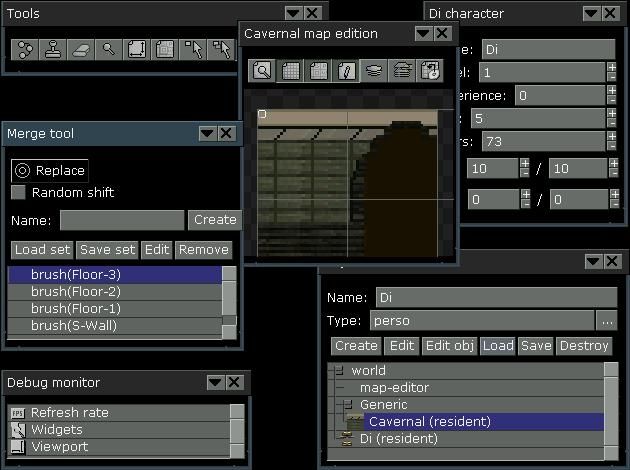 Tools
Cavernal map edition
Di character
Di
1
erience: 0
5
73
10 / 10
0 / 0
Merge tool
Replace
Random shift
Name: Create
Load set Save set Edit Remove
brush(Floor-3)
brush(Floor-2)
brush(Floor-1)
brush(S-Wall)
Name: Di
Type: perso ...
Create Edit Edit obj Load Save Destroy
world
map-editor
Generic
Cavernal (resident)
Di (resident)
Debug monitor
FPS Refresh rate
Widgets
Viewport